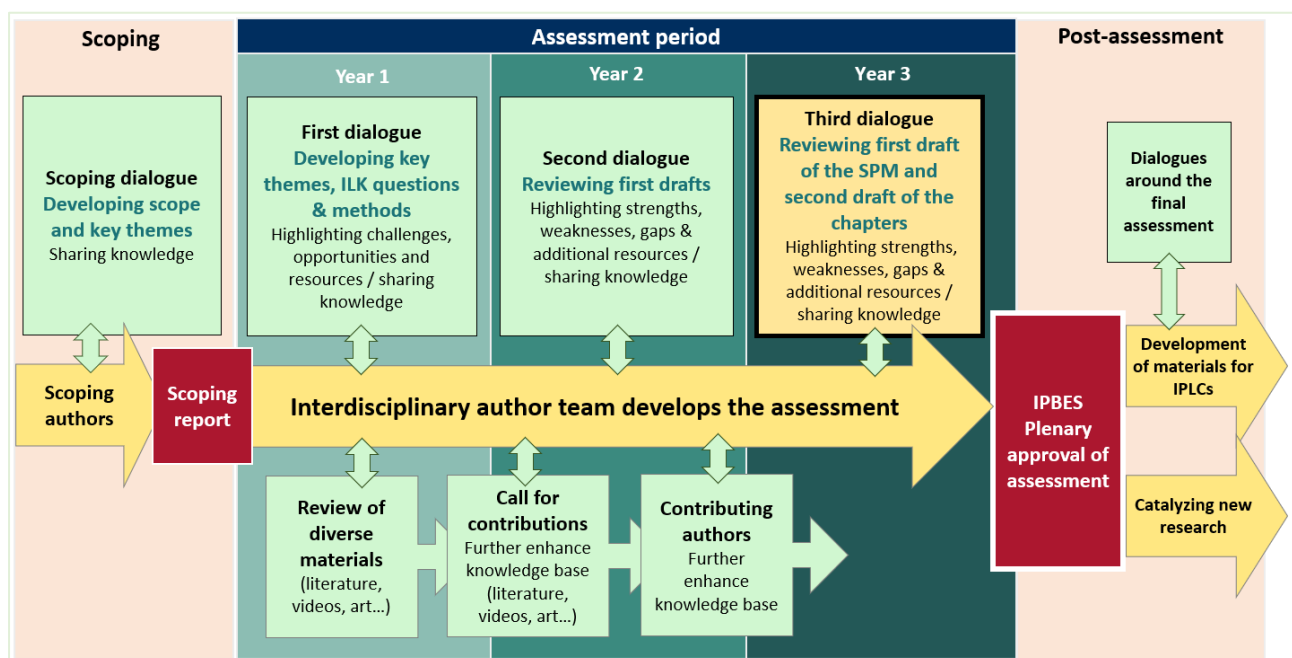 Scoping
Assessment period
Post-assessment
Year 1
Year 2
Year 3
Scoping dialogue
Developing scope
and key themes
Sharing knowledge
First dialogue
Developing key
themes, ILK questions
& methods
Highlighting challenges,
opportunities and
resources / sharing
knowledge
Second dialogue
Reviewing first drafts
Highlighting strengths,
weaknesses, gaps &
additional resources /
sharing knowledge
Third dialogue
Reviewing first draft
of the SPM and
second draft of the
chapters
Highlighting strengths,
weaknesses, gaps &
additional resources /
sharing knowledge
Dialogues
around the
final
assessment
Scoping
authors
Scoping
report
Interdisciplinary author team develops the assessment
IPBES
Plenary
approval of
assessment
Development
of materials for
IPLCs
Catalyzing new
research
Review of
diverse
materials
(literature,
videos, art…)
Call for
contributions
Further enhance
knowledge base
(literature,
videos, art…)
Contributing
authors
Further
enhance
knowledge base